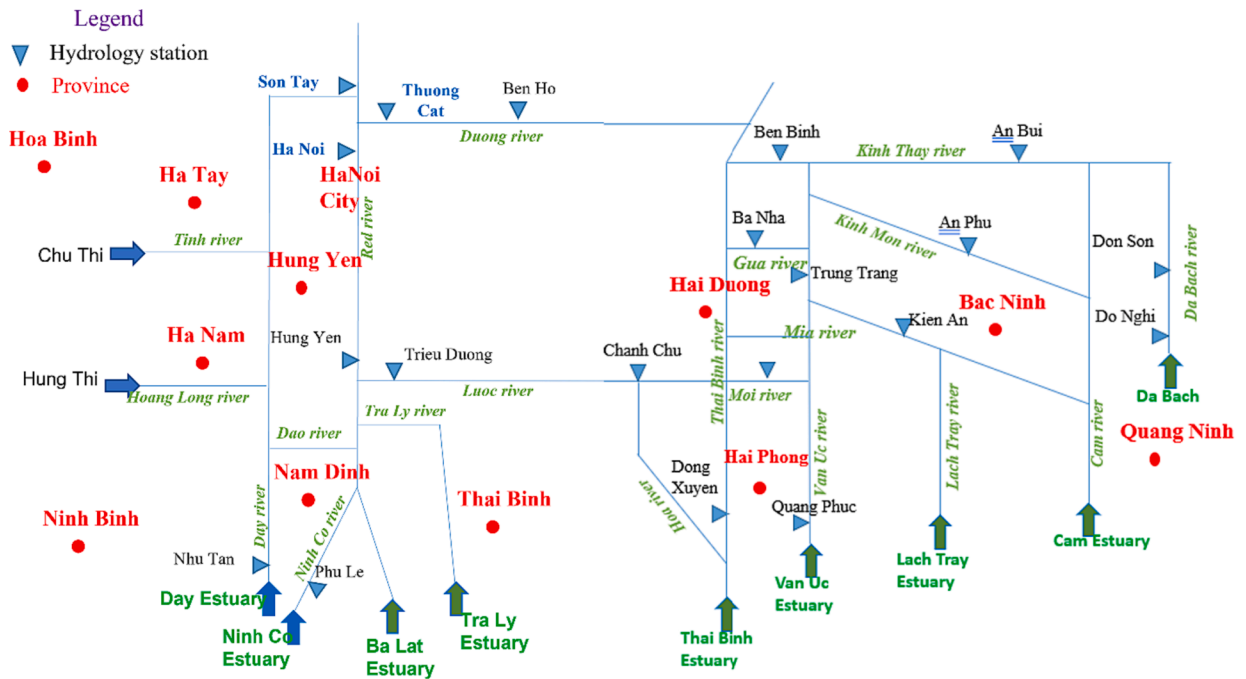 Legend
Hydrology station
Province
Son Tay
Thuong
Cat
Ben Ho
Duong river
Hoa Binh
Ha Noi
Ben Binh
An Bui
Kinh Thay river
Ha Tay
HaNoi
City
Red river
Ba Nha
Kinh Mon river
An Phu
Don Son
Da Bach river
Chu Thi
Tinh river
Hung Yen
Gua river
Trung Trang
Hai Duong
Bac Ninh
Ha Nam
Hung Yen
Trieu Duong
Chanh Chu
Mia river
Kien An
Do Nghi
Hung Thi
Hoang Long river
Luoc river
Thai Binh river
Moi river
Da Bach
Tra Ly river
Dao river
Van Uc river
Lach Tray river
Cam river
Quang Ninh
Nam Dinh
Thai Binh
Dong
Xuyen
Hai Phong
Hoa river
Quang Phuc
Ninh Binh
Day river
Ninh Co river
Nhu Tan
Phu Le
Day Estuary
Ninh Co
Estuary
Ba Lat
Estuary
Tra Ly
Estuary
Thai Binh
Estuary
Van Uc
Estuary
Lach Tray
Estuary
Cam Estuary